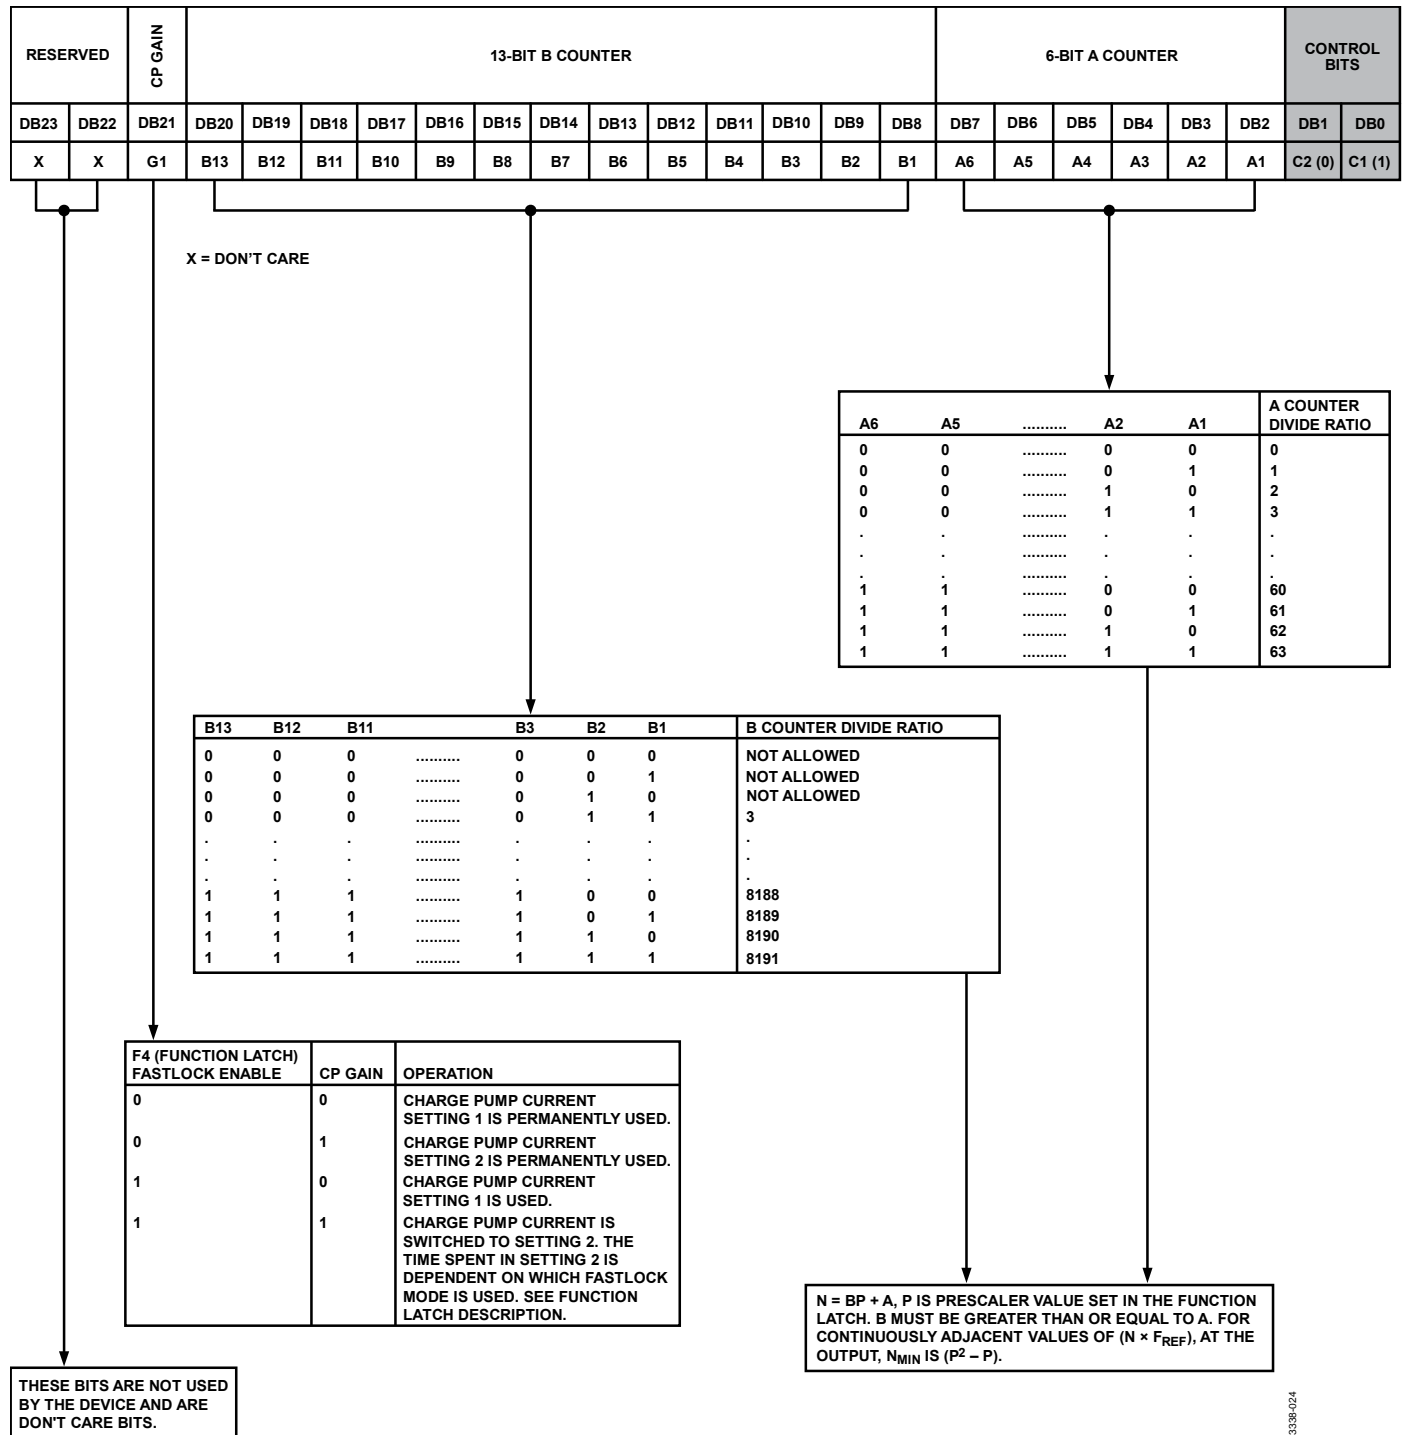 RESERVED CP GAIN 13-BIT B COUNTER 6-BIT A COUNTER CONTROL
BITS
DB23 DB22 DB21 DB20 DB19 DB18 DB17 DB16 DB15 DB14 DB13 DB12 DB11 DB10 DB9 DB8 DB7 DB6 DB5 DB4 DB3 DB2 DB1 DB0
X X G1 B13 B12 B11 B10 B9 B8 B7 B6 B5 B4 B3 B2 B1 A6 A5 A4 A3 A2 A1 C2 (0) C1 (1)
X = DON'T CARE
A COUNTER
A6 A5 .......... A2 A1 DIVIDE RATIO
0 0 .......... 0 0 0
0 0 .......... 0 1 1
0 0 .......... 1 0 2
0 0 .......... 1 1 3
. . .......... . . .
. . .......... . . .
. . .......... . . .
1 1 .......... 0 0 60
1 1 .......... 0 1 61
1 1 .......... 1 0 62
1 1 .......... 1 1 63
B13 B12 B11 B3 B2 B1 B COUNTER DIVIDE RATIO
0 0 0 .......... 0 0 0 NOT ALLOWED
0 0 0 .......... 0 0 1 NOT ALLOWED
0 0 0 .......... 0 1 0 NOT ALLOWED
0 0 0 .......... 0 1 1 3
. . . .......... . . . .
. . . .......... . . . .
. . . .......... . . . .
1 1 1 .......... 1 0 0 8188
1 1 1 .......... 1 0 1 8189
1 1 1 .......... 1 1 0 8190
1 1 1 .......... 1 1 1 8191
F4 (FUNCTION LATCH)
FASTLOCK ENABLE CP GAIN OPERATION
0 0 CHARGE PUMP CURRENT
SETTING 1 IS PERMANENTLY USED.
0 1 CHARGE PUMP CURRENT
SETTING 2 IS PERMANENTLY USED.
1 0 CHARGE PUMP CURRENT
SETTING 1 IS USED.
1 1 CHARGE PUMP CURRENT IS
SWITCHED TO SETTING 2. THE
TIME SPENT IN SETTING 2 IS
DEPENDENT ON WHICH FASTLOCK
MODE IS USED. SEE FUNCTION
LATCH DESCRIPTION.
N = BP + A, P IS PRESCALER VALUE SET IN THE FUNCTION
LATCH. B MUST BE GREATER THAN OR EQUAL TO A. FOR
CONTINUOUSLY ADJACENT VALUES OF (N × FREF), AT THE
OUTPUT, NMIN IS (P² – P).
THESE BITS ARE NOT USED
BY THE DEVICE AND ARE
DON'T CARE BITS.
3338-024